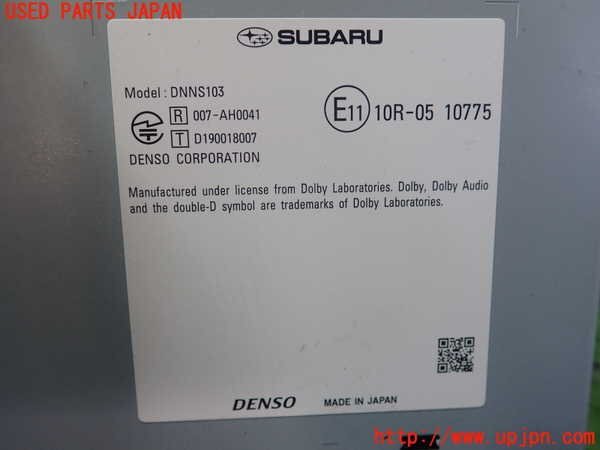 USED PARTS JAPAN
SUBARU
Model: DNNS103
R 007-AH0041
T D190018007
DENSO CORPORATION
E11 10R-05 10775
Manufactured under license from Dolby Laboratories. Dolby, Dolby Audio
and the double-D symbol are trademarks of Dolby Laboratories.
DENSO MADE IN JAPAN
http://www.upjpn.com